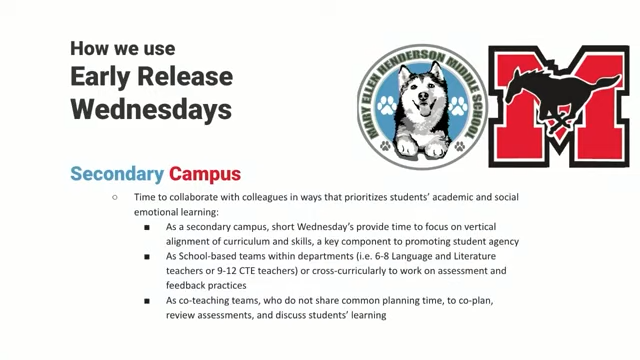 How we use
Early Release
Wednesdays
MARY ELLEN HENDERSON MIDDLE SCHOOL
M
Secondary Campus
○ Time to collaborate with colleagues in ways that prioritizes students' academic and social
emotional learning:
■ As a secondary campus, short Wednesday's provide time to focus on vertical
alignment of curriculum and skills, a key component to promoting student agency
■ As School-based teams within departments (i.e. 6-8 Language and Literature
teachers or 9-12 CTE teachers) or cross-curricularly to work on assessment and
feedback practices
■ As co-teaching teams, who do not share common planning time, to co-plan,
review assessments, and discuss students' learning